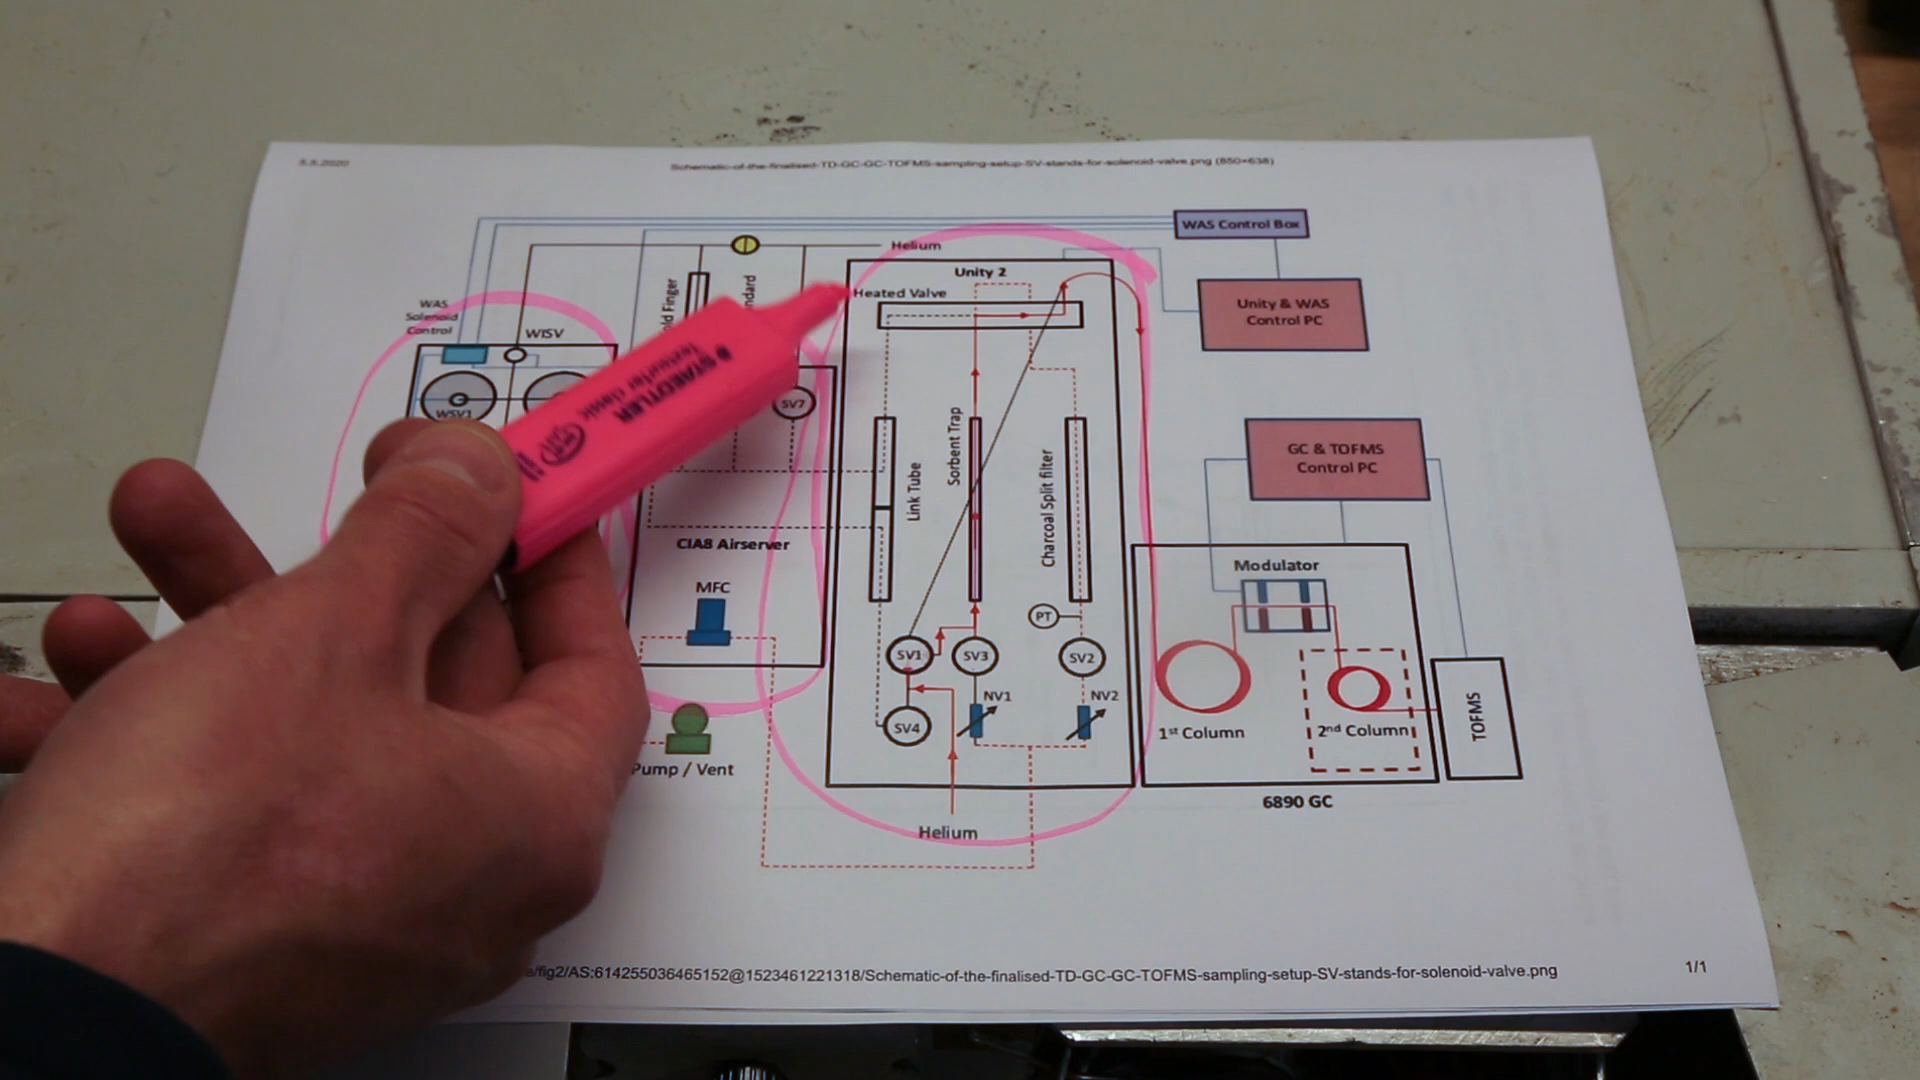 5.5.2020
Schematic-of-the-finalised-TD-GC-GC-TOFMS-sampling-setup-SV-stands-for-solenoid-valve.png (850×638)
WAS Control Box
Helium
Unity 2
Heated Valve
Unity & WAS
Control PC
WAS
Solenoid
Control
WISV
WSV1
SV7
STAEDTLER
textsurfer classic
Link Tube
Sorbent Trap
Charcoal Split filter
GC & TOFMS
Control PC
CIA8 Airserver
MFC
Modulator
PT
SV1
SV3
SV2
NV1
NV2
SV4
1st Column
2nd Column
TOFMS
Pump / Vent
6890 GC
Helium
/fig2/AS:614255036465152@1523461221318/Schematic-of-the-finalised-TD-GC-GC-TOFMS-sampling-setup-SV-stands-for-solenoid-valve.png
1/1